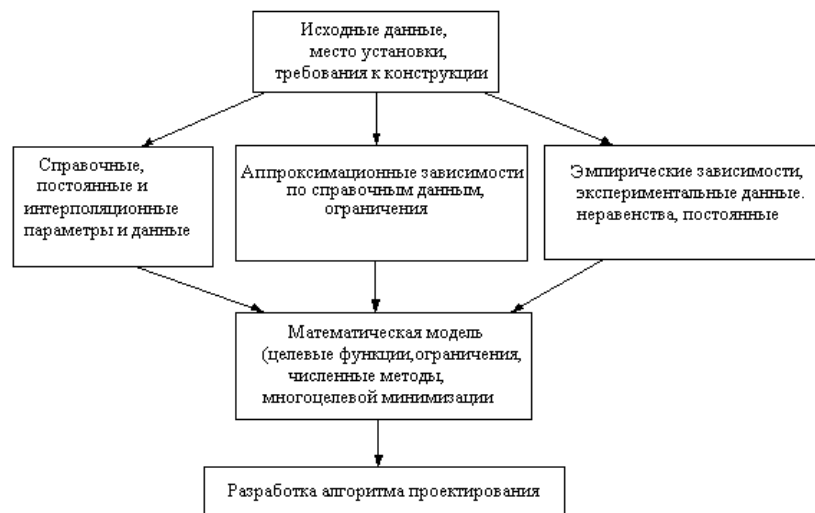 Исходные данные,
место установки,
требования к конструкции
Справочные,
постоянные и
интерполяционные
параметры и данные
Аппроксимационные зависимости
по справочным данным,
ограничения
Эмпирические зависимости,
экспериментальные данные.
неравенства, постоянные
Математическая модель
(целевые функции,ограничения,
численные методы,
многоцелевой минимизации
Разработка алгоритма проектирования